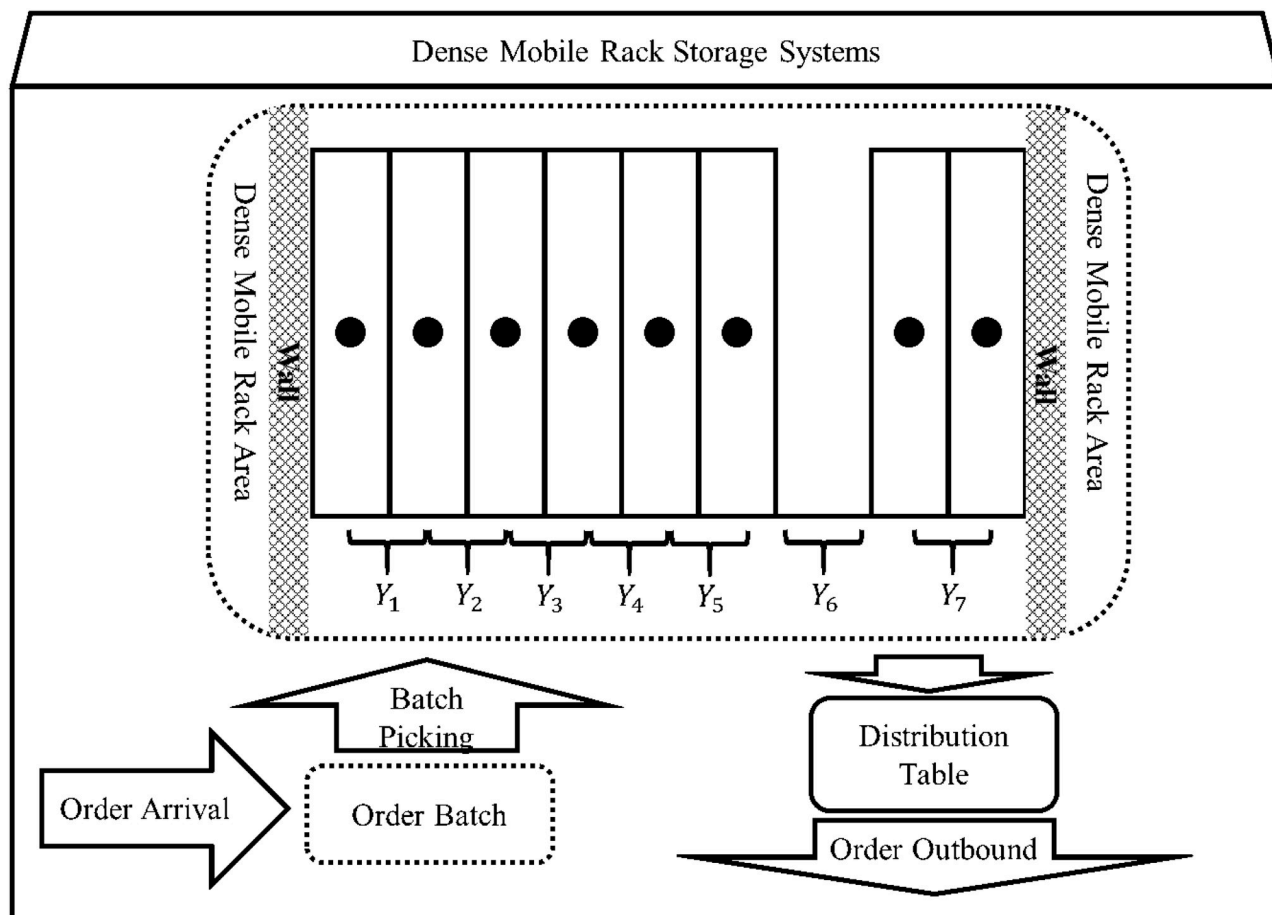 Dense Mobile Rack Storage Systems
Dense Mobile Rack Area
Wall
Wall
Dense Mobile Rack Area
Y₁ Y₂ Y₃ Y₄ Y₅ Y₆ Y₇
Batch
Picking
Distribution
Table
Order Arrival
Order Batch
Order Outbound